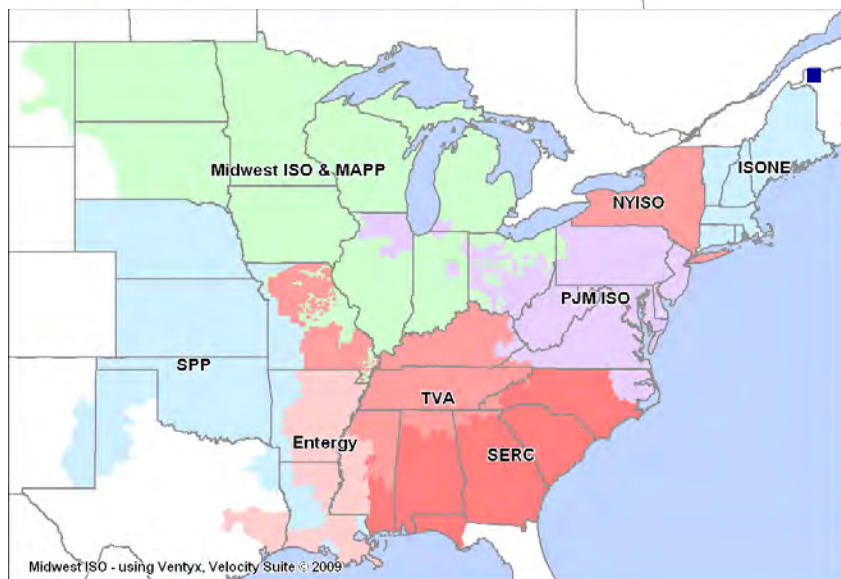 Midwest ISO & MAPP
ISONE
NYISO
PJM ISO
SPP
TVA
Entergy
SERC
Midwest ISO - using Ventyx, Velocity Suite © 2009